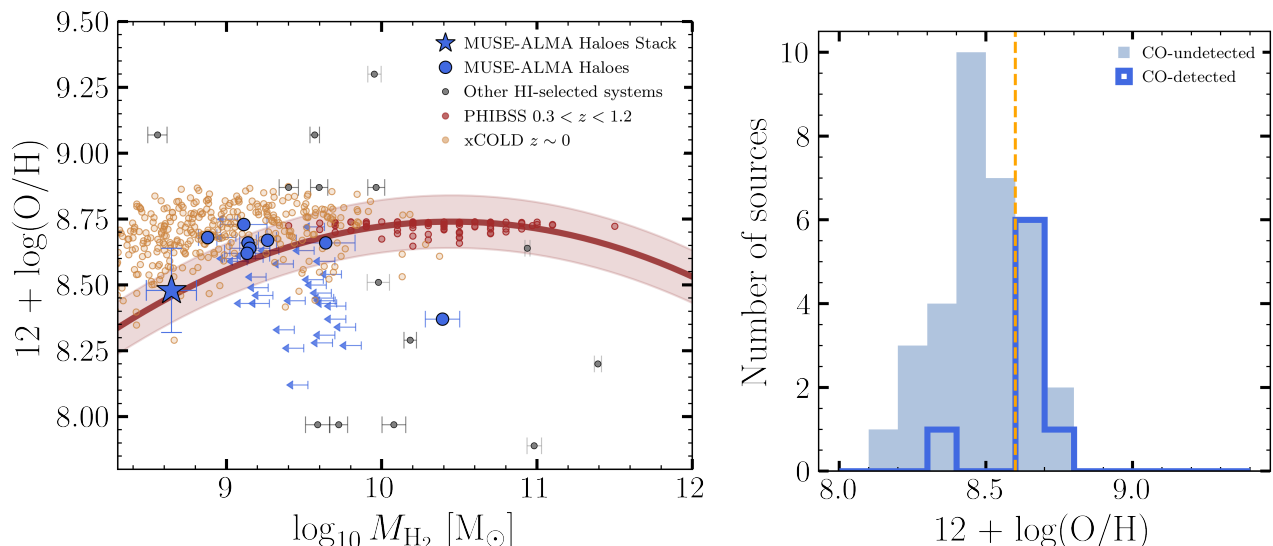 9.50
9.25
9.00
8.75
8.50
8.25
8.00
12 + log(O/H)
9
10
11
12
log₁₀ M_H₂ [M_⊙]
MUSE-ALMA Haloes Stack
MUSE-ALMA Haloes
Other HI-selected systems
PHIBSS 0.3 < z < 1.2
xCOLD z ∼ 0
10
8
6
4
2
0
Number of sources
8.0
8.5
9.0
12 + log(O/H)
CO-undetected
CO-detected